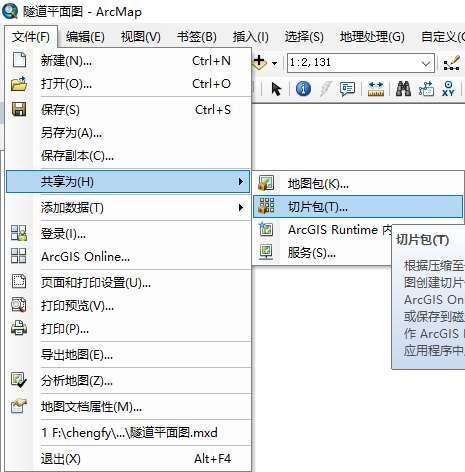 隧道平面图 - ArcMap
文件(F) 编辑(E) 视图(V) 书签(B) 插入(I) 选择(S) 地理处理(G) 自定义(
新建(N)... Ctrl+N
1:2,131
打开(O)... Ctrl+O
保存(S) Ctrl+S
另存为(A)...
保存副本(C)...
共享为(H)
地图包(K)...
添加数据(T)
切片包(T)...
登录(I)...
ArcGIS Runtime 内
切片包(T)
ArcGIS Online...
服务(S)...
根据压缩至
页面和打印设置(U)...
图创建切片
ArcGIS On
打印预览(V)...
或保存到磁
打印(P)...
作 ArcGIS
应用程序中
导出地图(E)...
分析地图(Z)...
地图文档属性(M)...
1 F:\chengfy\...\隧道平面图.mxd
退出(X) Alt+F4